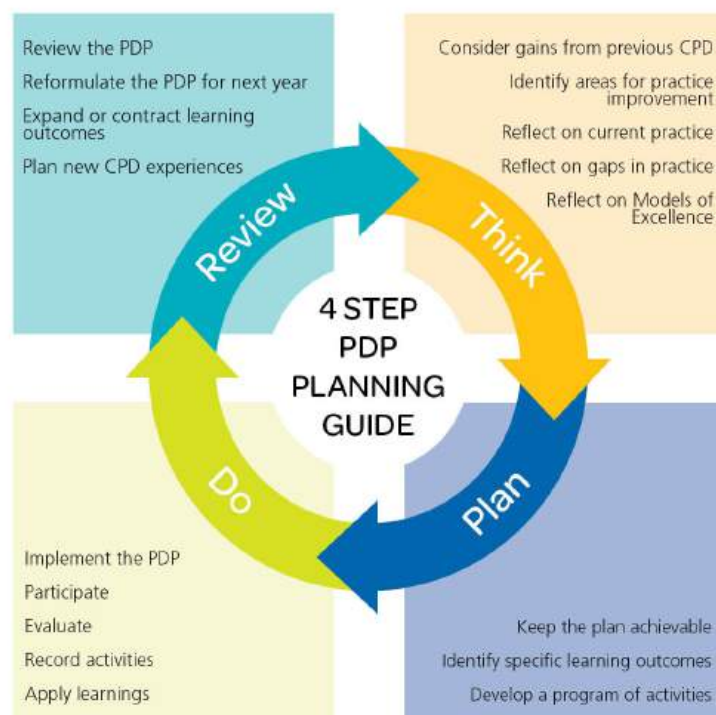 Review the PDP
Reformulate the PDP for next year
Expand or contract learning
outcomes
Plan new CPD experiences
Consider gains from previous CPD
Identify areas for practice
improvement
Reflect on current practice
Reflect on gaps in practice
Reflect on Models of
Excellence
Review
Think
4 STEP
PDP
PLANNING
GUIDE
Do
Plan
Implement the PDP
Participate
Evaluate
Record activities
Apply learnings
Keep the plan achievable
Identify specific learning outcomes
Develop a program of activities